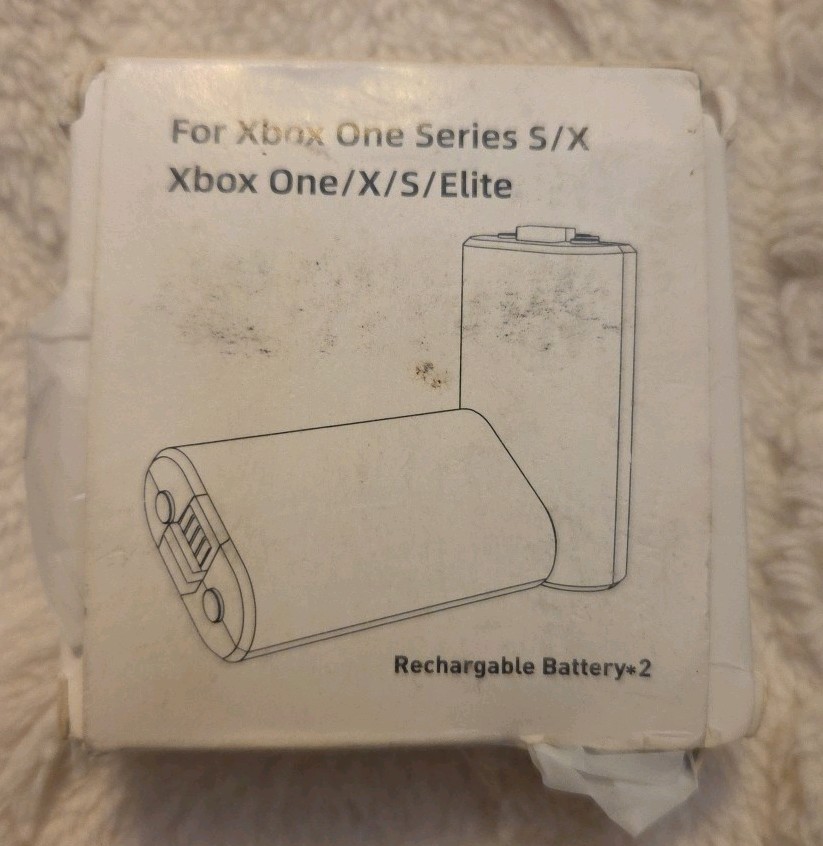 For Xbox One Series S/X
Xbox One/X/S/Elite
Rechargable Battery*2